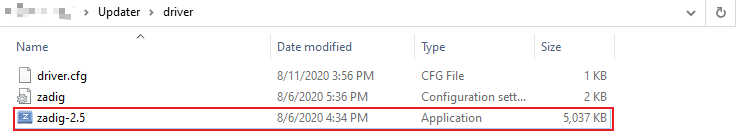 Updater > driver
Name Date modified Type Size
driver.cfg 8/11/2020 3:56 PM CFG File 1 KB
zadig 8/6/2020 5:36 PM Configuration sett... 2 KB
zadig-2.5 8/6/2020 4:34 PM Application 5,037 KB